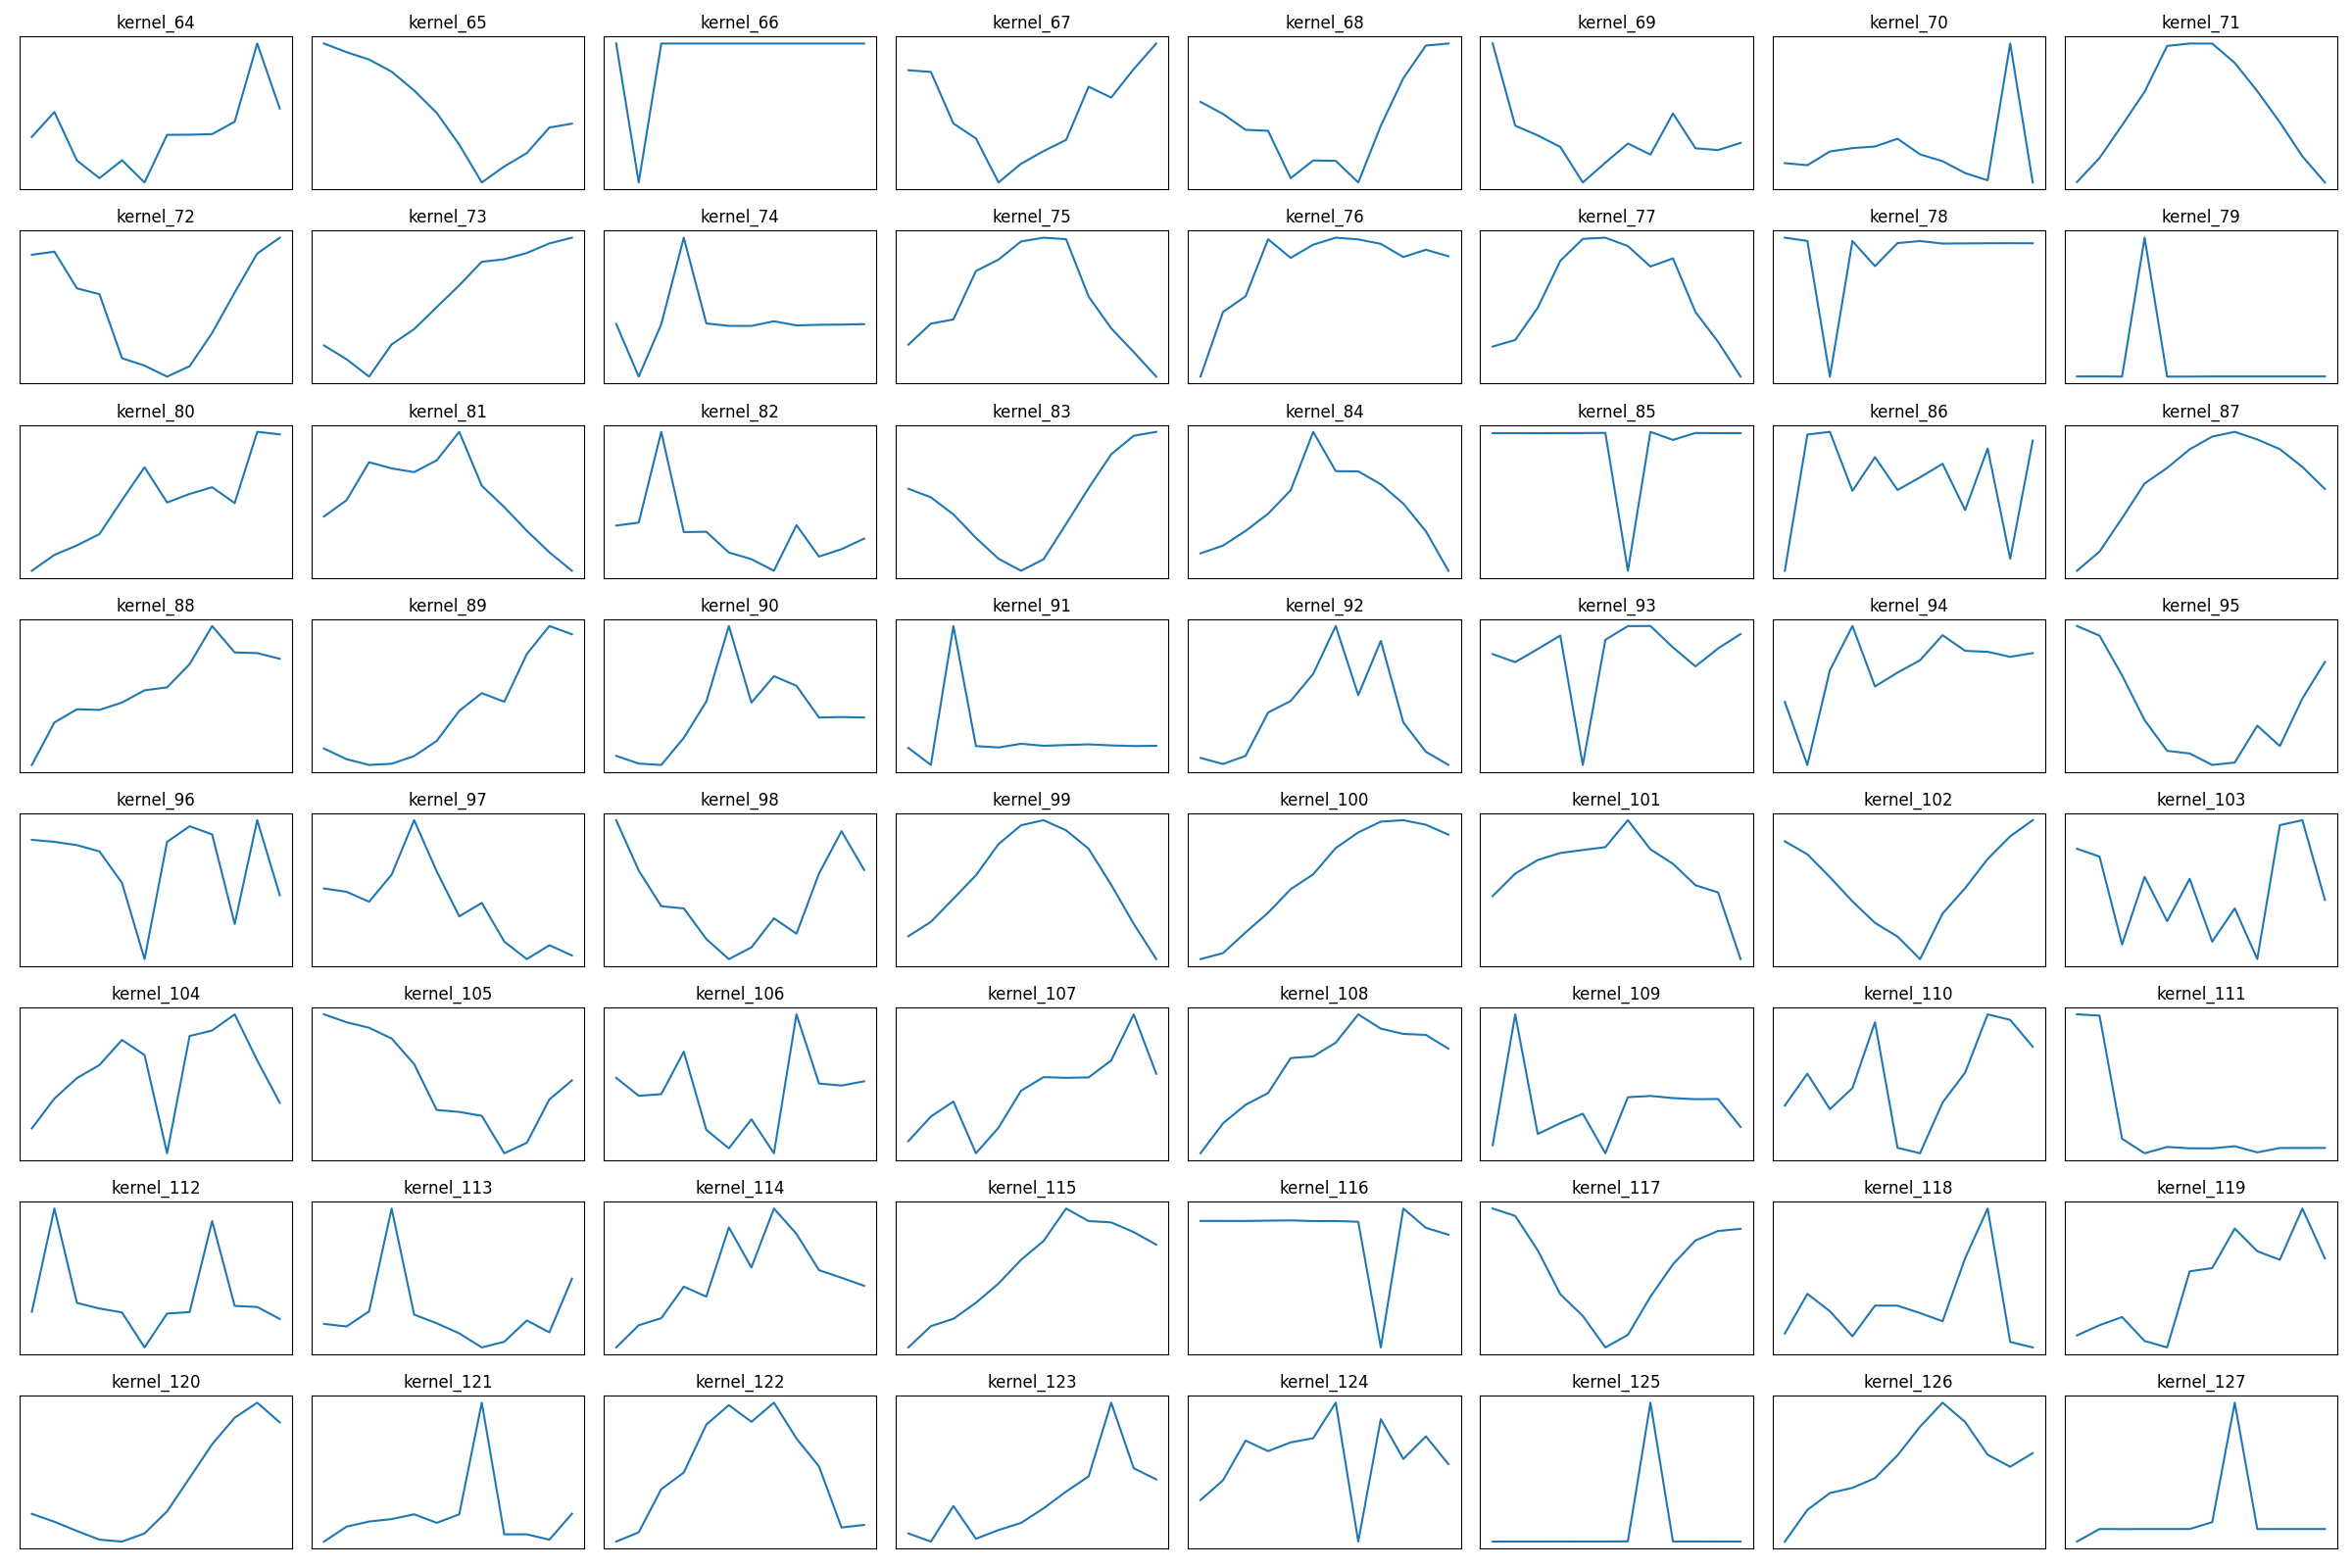 kernel_64 kernel_65 kernel_66 kernel_67 kernel_68 kernel_69 kernel_70 kernel_71
kernel_72 kernel_73 kernel_74 kernel_75 kernel_76 kernel_77 kernel_78 kernel_79
kernel_80 kernel_81 kernel_82 kernel_83 kernel_84 kernel_85 kernel_86 kernel_87
kernel_88 kernel_89 kernel_90 kernel_91 kernel_92 kernel_93 kernel_94 kernel_95
kernel_96 kernel_97 kernel_98 kernel_99 kernel_100 kernel_101 kernel_102 kernel_103
kernel_104 kernel_105 kernel_106 kernel_107 kernel_108 kernel_109 kernel_110 kernel_111
kernel_112 kernel_113 kernel_114 kernel_115 kernel_116 kernel_117 kernel_118 kernel_119
kernel_120 kernel_121 kernel_122 kernel_123 kernel_124 kernel_125 kernel_126 kernel_127